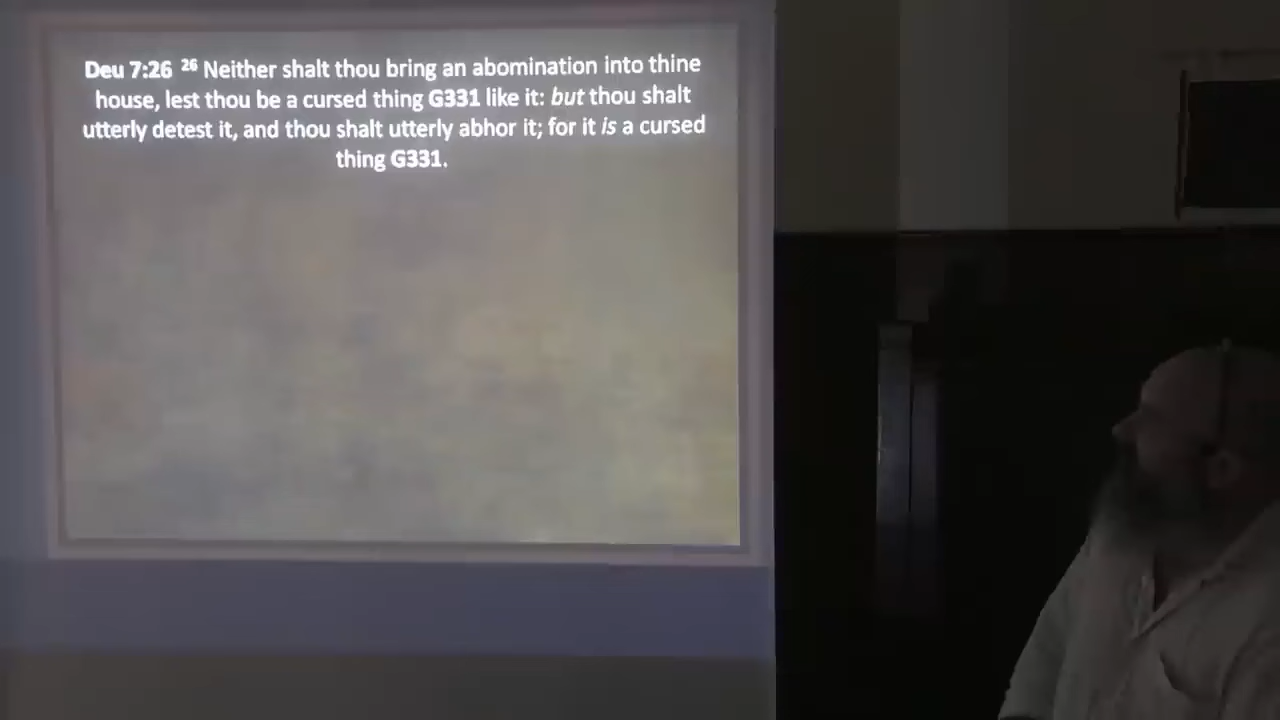 Deu 7:26 26 Neither shalt thou bring an abomination into thine
house, lest thou be a cursed thing G331 like it: but thou shalt
utterly detest it, and thou shalt utterly abhor it; for it is a cursed
thing G331.